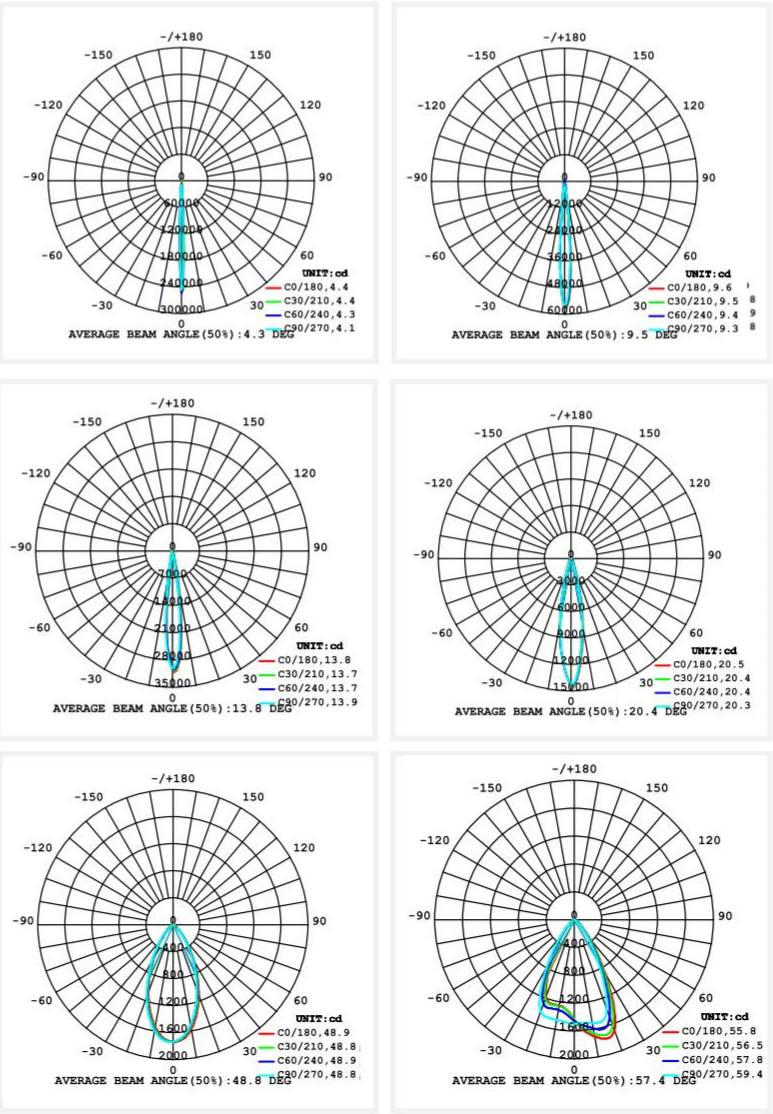 -/+180
-150 150
-120 120
-90 0 90
60000
120000
180000
-60 60
240000
UNIT:cd
C0/180,4.4
-30
C30/210,4.4
300000
C60/240,4.3
0
C90/270,4.1
AVERAGE BEAM ANGLE(50%):4.3 DEG
-/+180
-150 150
-120 120
-90 0 90
12000
24000
36000
-60 60
UNIT:cd
48000
C0/180,9.6
-30 30
C30/210,9.5 8
60000
C60/240,9.4 9
0
C90/270,9.3 8
AVERAGE BEAM ANGLE(50%):9.5 DEG
-/+180
-150 150
-120 120
-90 0 90
7000
14000
21000
-60 60
UNIT:cd
28000
C0/180,13.8
-30 30
C30/210,13.7
35000
C60/240,13.7
0
C90/270,13.9
AVERAGE BEAM ANGLE(50%):13.8 DEG
-/+180
-150 150
-120 120
-90 0 90
3000
6000
9000
-60 60
UNIT:cd
12000
C0/180,20.5
-30 30
C30/210,20.4
15000
C60/240,20.4
0
C90/270,20.3
AVERAGE BEAM ANGLE(50%):20.4 DEG
-/+180
-150 150
-120 120
-90 0 90
400
800
1200
-60 60
UNIT:cd
1600
C0/180,48.9
-30 30
C30/210,48.8
2000
C60/240,48.9
0
C90/270,48.8
AVERAGE BEAM ANGLE(50%):48.8 DEG
-/+180
-150 150
-120 120
-90 0 90
400
800
1200
-60 60
UNIT:cd
1600
C0/180,55.8
-30 30
C30/210,56.5
2000
C60/240,57.8
0
C90/270,59.4
AVERAGE BEAM ANGLE(50%):57.4 DEG